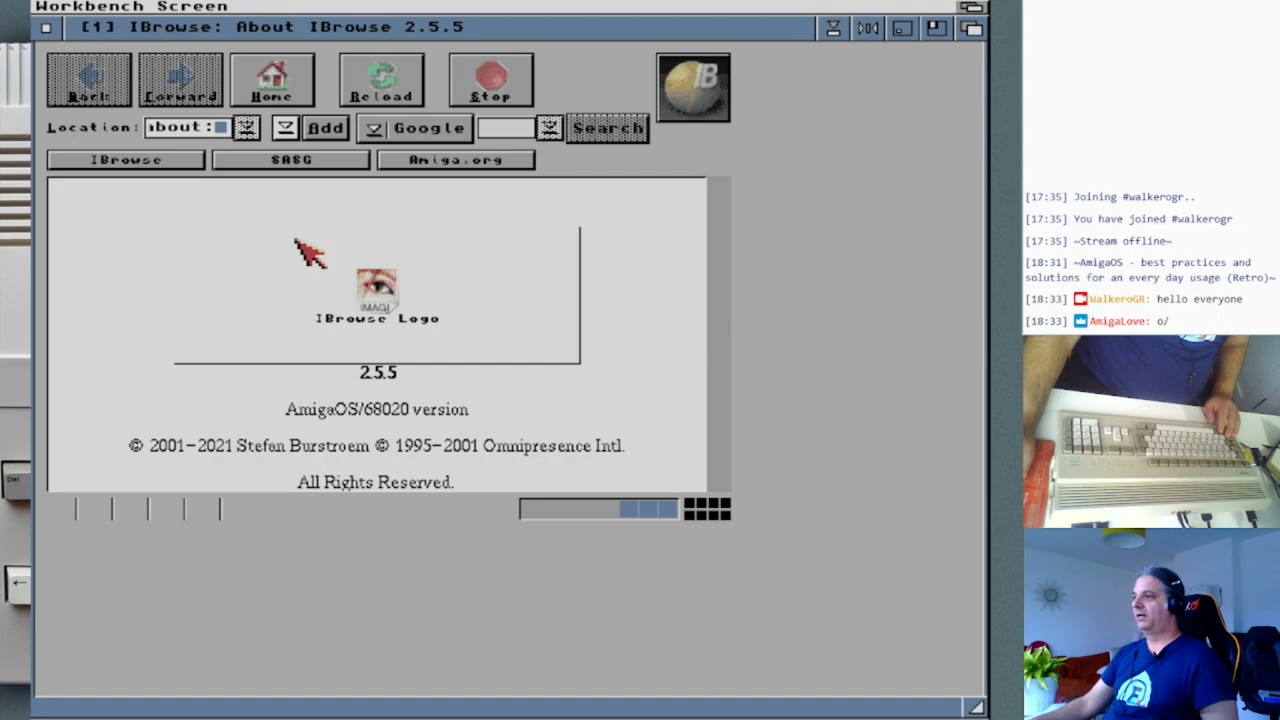 Workbench Screen
[1] IBrowse: About IBrowse 2.5.5
Back
Forward
Home
Reload
Stop
IB
Location:
about:
Add
Google
Search
IBrowse
SASG
Amiga.org
IMAG
IBrowse Logo
2.5.5
AmigaOS/68020 version
© 2001-2021 Stefan Burstroem © 1995-2001 Omnipresence Intl.
All Rights Reserved.
Del
[17:35] Joining #walkerogr..
[17:35] You have joined #walkerogr
[17:35] ~Stream offline~
[18:31] ~AmigaOS - best practices and
solutions for an every day usage (Retro)~
[18:33] WalkeroGR: hello everyone
[18:33] AmigaLove: o/